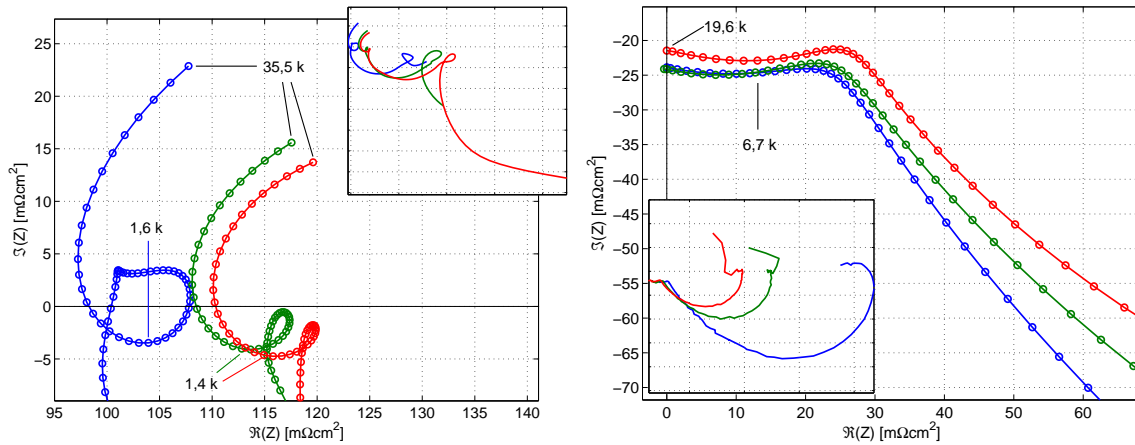 25
20
15
10
5
0
−5
ℑ(Z) [mΩcm²]
35,5 k
1,6 k
1,4 k
95 100 105 110 115 120 125 130 135 140
ℜ(Z) [mΩcm²]
−20
−25
−30
−35
−40
−45
−50
−55
−60
−65
−70
ℑ(Z) [mΩcm²]
19,6 k
6,7 k
0 10 20 30 40 50 60
ℜ(Z) [mΩcm²]